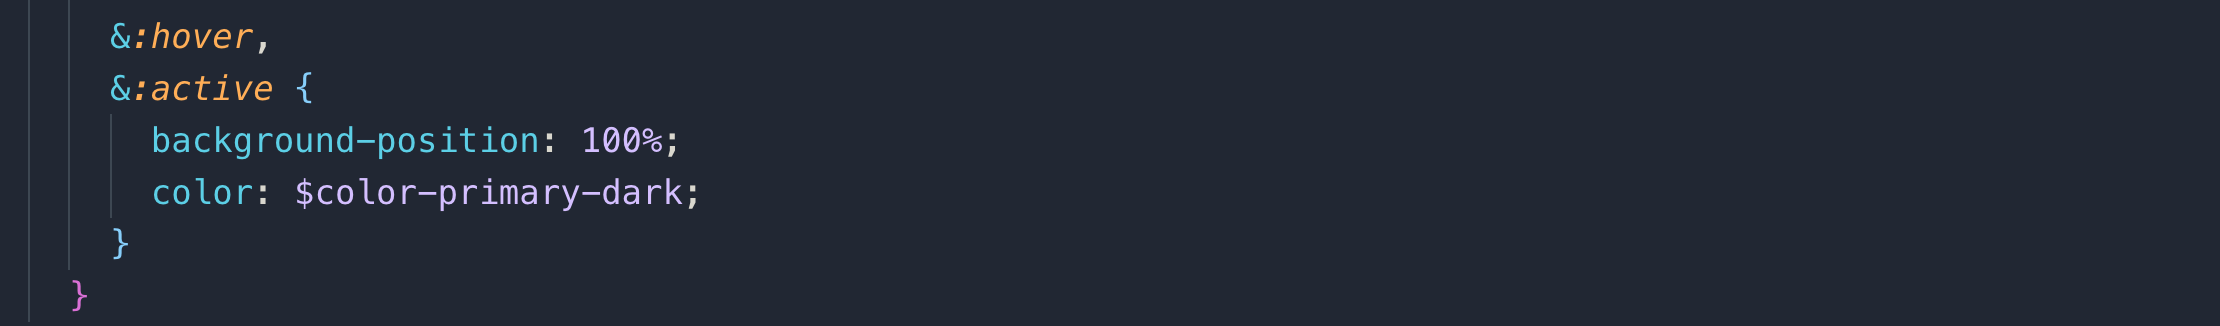 &:hover,
&:active {
background-position: 100%;
color: $color-primary-dark;
}
}